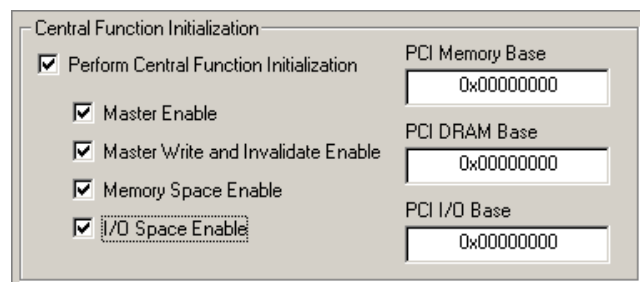 Central Function Initialization
Perform Central Function Initialization
Master Enable
Master Write and Invalidate Enable
Memory Space Enable
I/O Space Enable
PCI Memory Base
0x00000000
PCI DRAM Base
0x00000000
PCI I/O Base
0x00000000